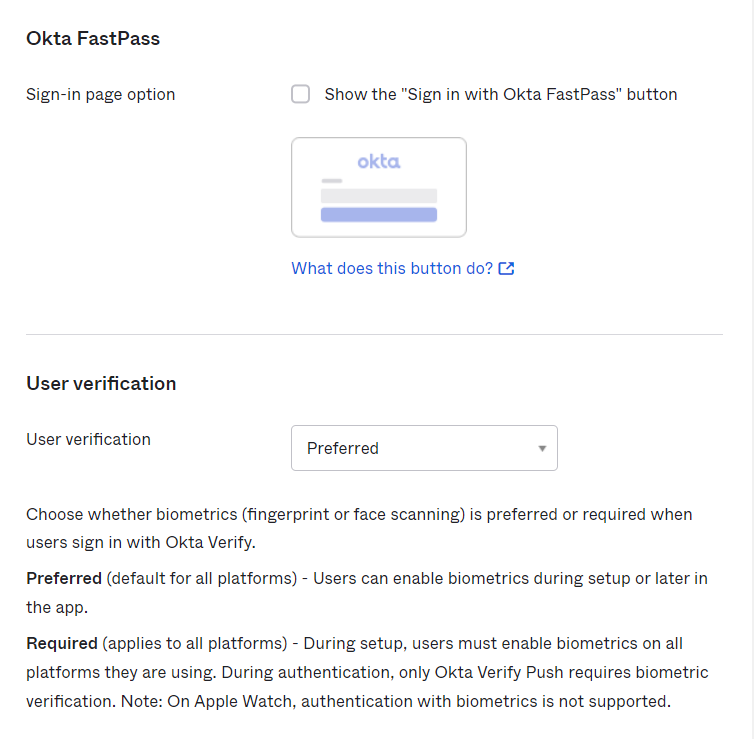 Okta FastPass
Sign-in page option
Show the "Sign in with Okta FastPass" button
okta
What does this button do?
User verification
User verification
Preferred
Choose whether biometrics (fingerprint or face scanning) is preferred or required when
users sign in with Okta Verify.
Preferred (default for all platforms) - Users can enable biometrics during setup or later in
the app.
Required (applies to all platforms) - During setup, users must enable biometrics on all
platforms they are using. During authentication, only Okta Verify Push requires biometric
verification. Note: On Apple Watch, authentication with biometrics is not supported.